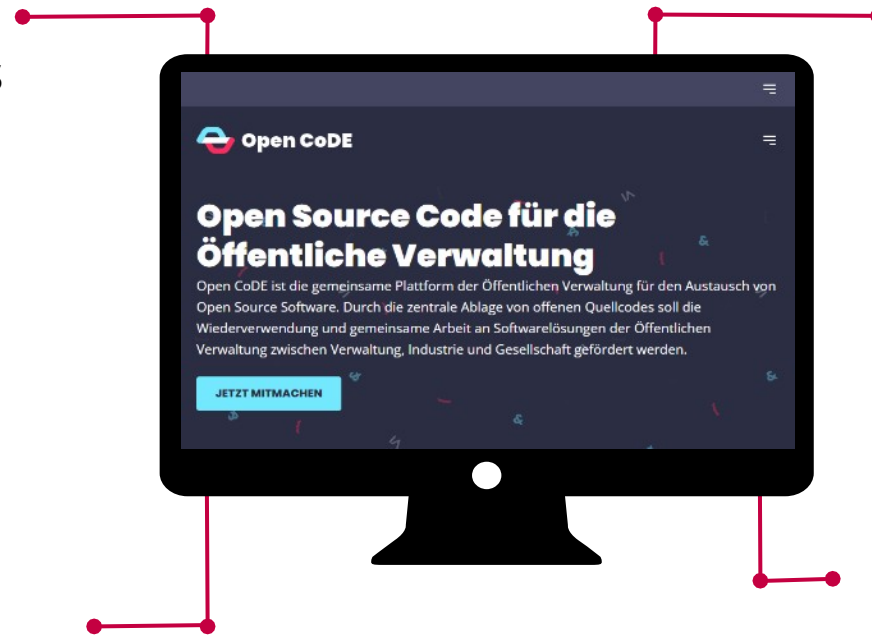 Open CoDE
Open Source Code für die
Öffentliche Verwaltung
Open CoDE ist die gemeinsame Plattform der Öffentlichen Verwaltung für den Austausch von
Open Source Software. Durch die zentrale Ablage von offenen Quellcodes soll die
Wiederverwendung und gemeinsame Arbeit an Softwarelösungen der Öffentlichen
Verwaltung zwischen Verwaltung, Industrie und Gesellschaft gefördert werden.
JETZT MITMACHEN